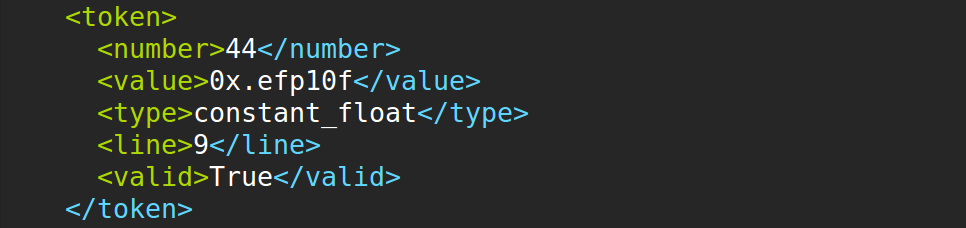 <token>
<number>44</number>
<value>0x.efp10f</value>
<type>constant_float</type>
<line>9</line>
<valid>True</valid>
</token>